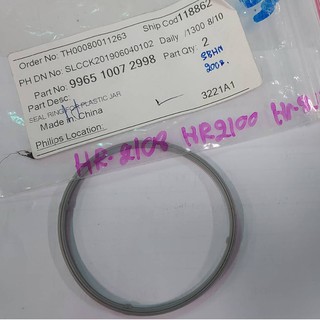 Order No: TH00080011263 Ship Cod 118862
PH DN No: SLCCK201906040102 Daily /1300 8/10
Part No: 9965 1007 2998 Part Qty. 2
Part Desc.
SEAL RING PLASTIC JAR
Made in China 3221A1
Philips Location:
HR-2108 HR2100